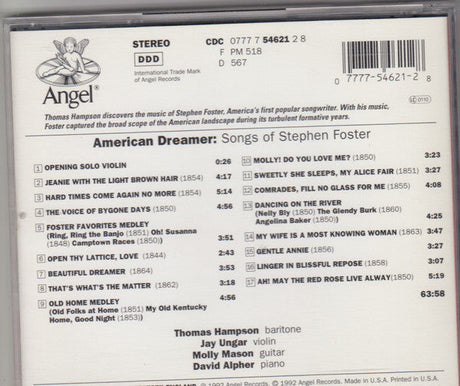 STEREO
DDD
International Trade Mark
of Angel Records
CDC 0777 7 54621 2 8
F PM 518
D 567
0 7777-54621-2 8
Angel®
Thomas Hampson discovers the music of Stephen Foster, America's first popular songwriter. With his music,
Foster captured the broad scope of the American landscape during its turbulent formative years.
American Dreamer: Songs of Stephen Foster
1 OPENING SOLO VIOLIN 0:26
2 JEANIE WITH THE LIGHT BROWN HAIR (1854) 4:17
3 HARD TIMES COME AGAIN NO MORE (1854) 5:14
4 THE VOICE OF BYGONE DAYS (1850) 4:56
5 FOSTER FAVORITES MEDLEY
(Ring, Ring the Banjo (1851) Oh! Susanna
(1848) Camptown Races (1850)) 3:51
6 OPEN THY LATTICE, LOVE (1844) 2:43
7 BEAUTIFUL DREAMER (1864) 3:53
8 THAT'S WHAT'S THE MATTER (1862) 3:18
9 OLD HOME MEDLEY 4:56
(Old Folks at Home (1851) My Old Kentucky
Home, Good Night (1853))
10 MOLLY! DO YOU LOVE ME? (1850) 3:23
11 SWEETLY SHE SLEEPS, MY ALICE FAIR (1851) 3:27
12 COMRADES, FILL NO GLASS FOR ME (1855) 4:08
13 DANCING ON THE RIVER
(Nelly Bly (1850) The Glendy Burk (1860)
Angelina Baker (1850)) 4:25
14 MY WIFE IS A MOST KNOWING WOMAN (1863) 3:47
15 GENTLE ANNIE (1856)
16 LINGER IN BLISSFUL REPOSE (1858)
17 AH! MAY THE RED ROSE LIVE ALWAY (1850) 5:19
63:58
Thomas Hampson baritone
Jay Ungar violin
Molly Mason guitar
David Alpher piano
© 1992 Angel Records. Printed in U.S.A. Made in U.S.A.